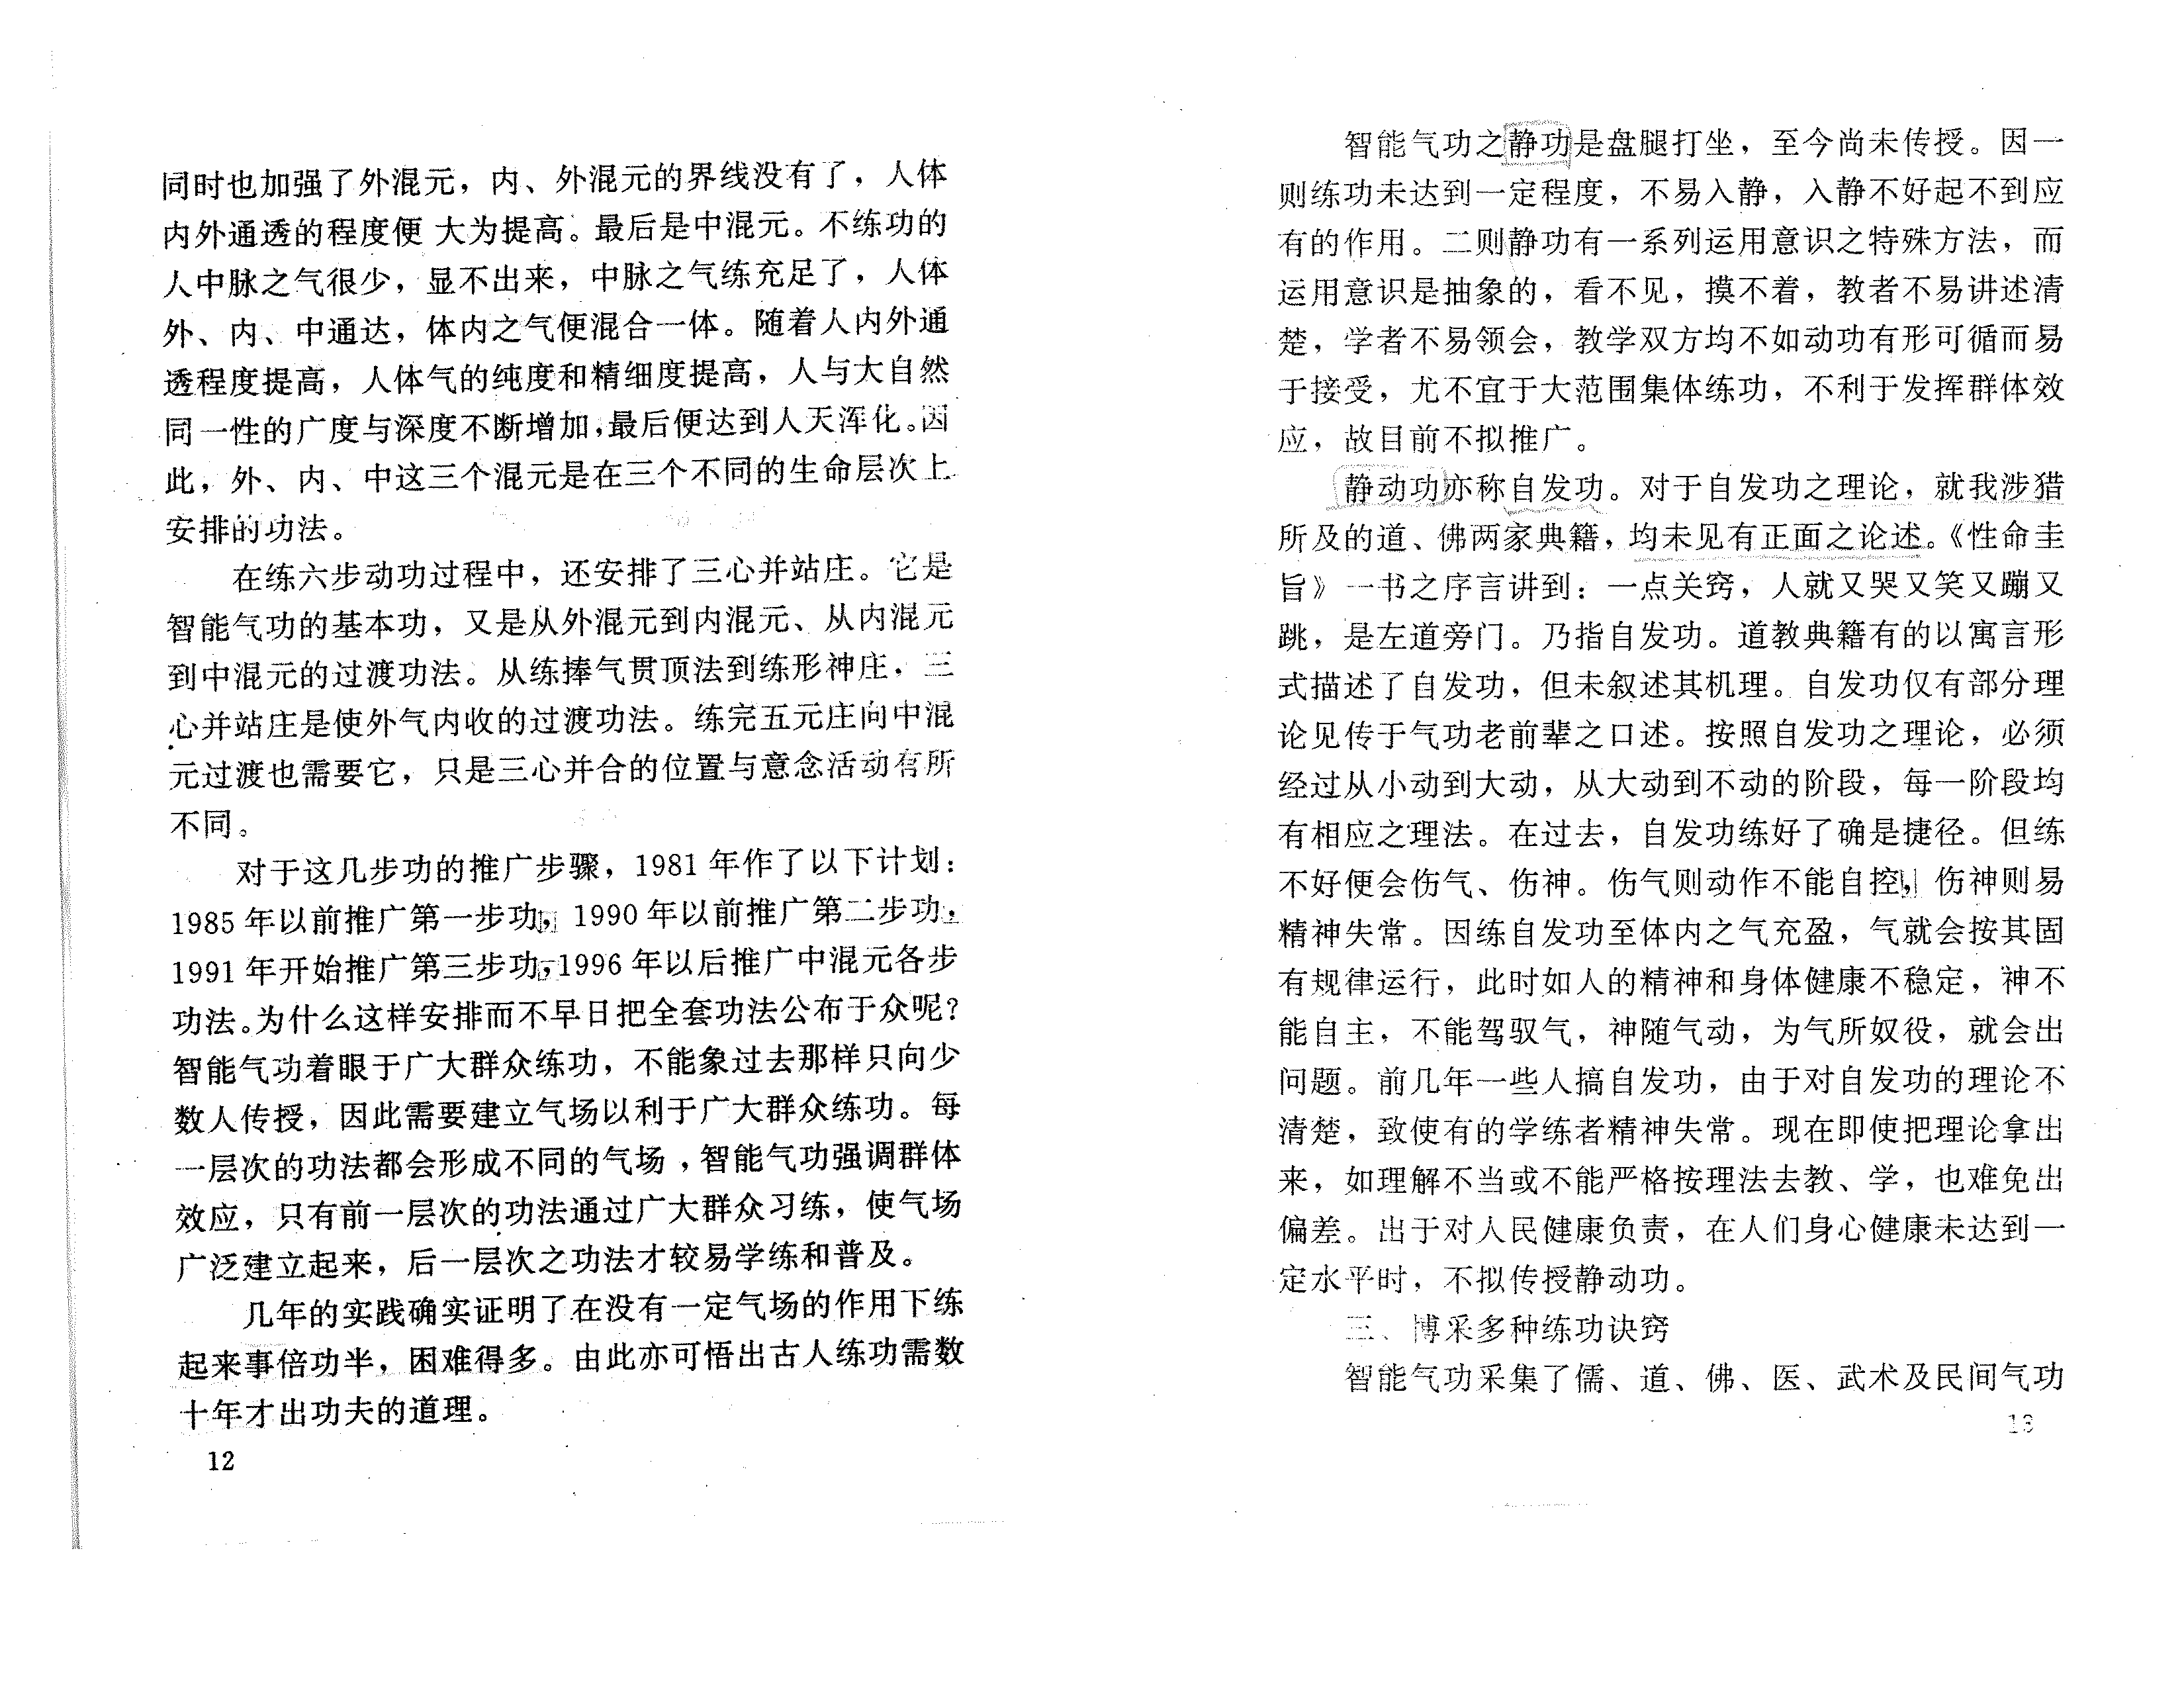 同时也加强了外混元，内、外混元的界线没有了，人体
内外通透的程度便 大为提高。最后是中混元。不练功的
人中脉之气很少，显不出来，中脉之气练充足了，人体
外、内、中通达，体内之气便混合一体。随着人内外通
透程度提高，人体气的纯度和精细度提高，人与大自然
同一性的广度与深度不断增加，最后便达到人天浑化。因
此，外、内、中这三个混元是在三个不同的生命层次上
安排的功法。
在练六步动功过程中，还安排了三心并站庄。它是
智能气功的基本功，又是从外混元到内混元、从内混元
到中混元的过渡功法。从练捧气贯顶法到练形神庄，三
心并站庄是使外气内收的过渡功法。练完五元庄向中混
元过渡也需要它，只是三心并合的位置与意念活动有所
不同。
对于这几步功的推广步骤，1981 年作了以下计划：
1985 年以前推广第一步功，1990 年以前推广第二步功，
1991 年开始推广第三步功，1996 年以后推广中混元各步
功法。为什么这样安排而不早日把全套功法公布于众呢？
智能气功着眼于广大群众练功，不能象过去那样只向少
数人传授，因此需要建立气场以利于广大群众练功。每
一层次的功法都会形成不同的气场，智能气功强调群体
效应，只有前一层次的功法通过广大群众习练，使气场
广泛建立起来，后一层次之功法才较易学练和普及。
几年的实践确实证明了在没有一定气场的作用下练
起来事倍功半，困难得多。由此亦可悟出古人练功需数
十年才出功夫的道理。
12
智能气功之静功是盘腿打坐，至今尚未传授。因一
则练功未达到一定程度，不易入静，入静不好起不到应
有的作用。二则静功有一系列运用意识之特殊方法，而
运用意识是抽象的，看不见，摸不着，教者不易讲述清
楚，学者不易领会，教学双方均不如动功有形可循而易
于接受，尤不宜于大范围集体练功，不利于发挥群体效
应，故目前不拟推广。
静动功亦称自发功。对于自发功之理论，就我涉猎
所及的道、佛两家典籍，均未见有正面之论述。《性命圭
旨》一书之序言讲到：一点关窍，人就又哭又笑又蹦又
跳，是左道旁门。乃指自发功。道教典籍有的以寓言形
式描述了自发功，但未叙述其机理。自发功仅有部分理
论见传于气功老前辈之口述。按照自发功之理论，必须
经过从小动到大动，从大动到不动的阶段，每一阶段均
有相应之理法。在过去，自发功练好了确是捷径。但练
不好便会伤气、伤神。伤气则动作不能自控，伤神则易
精神失常。因练自发功至体内之气充盈，气就会按其固
有规律运行，此时如人的精神和身体健康不稳定，神不
能自主，不能驾驭气，神随气动，为气所奴役，就会出
问题。前几年一些人搞自发功，由于对自发功的理论不
清楚，致使有的学练者精神失常。现在即使把理论拿出
来，如理解不当或不能严格按理法去教、学，也难免出
偏差。出于对人民健康负责，在人们身心健康未达到一
定水平时，不拟传授静动功。
三、博采多种练功诀窍
智能气功采集了儒、道、佛、医、武术及民间气功
13